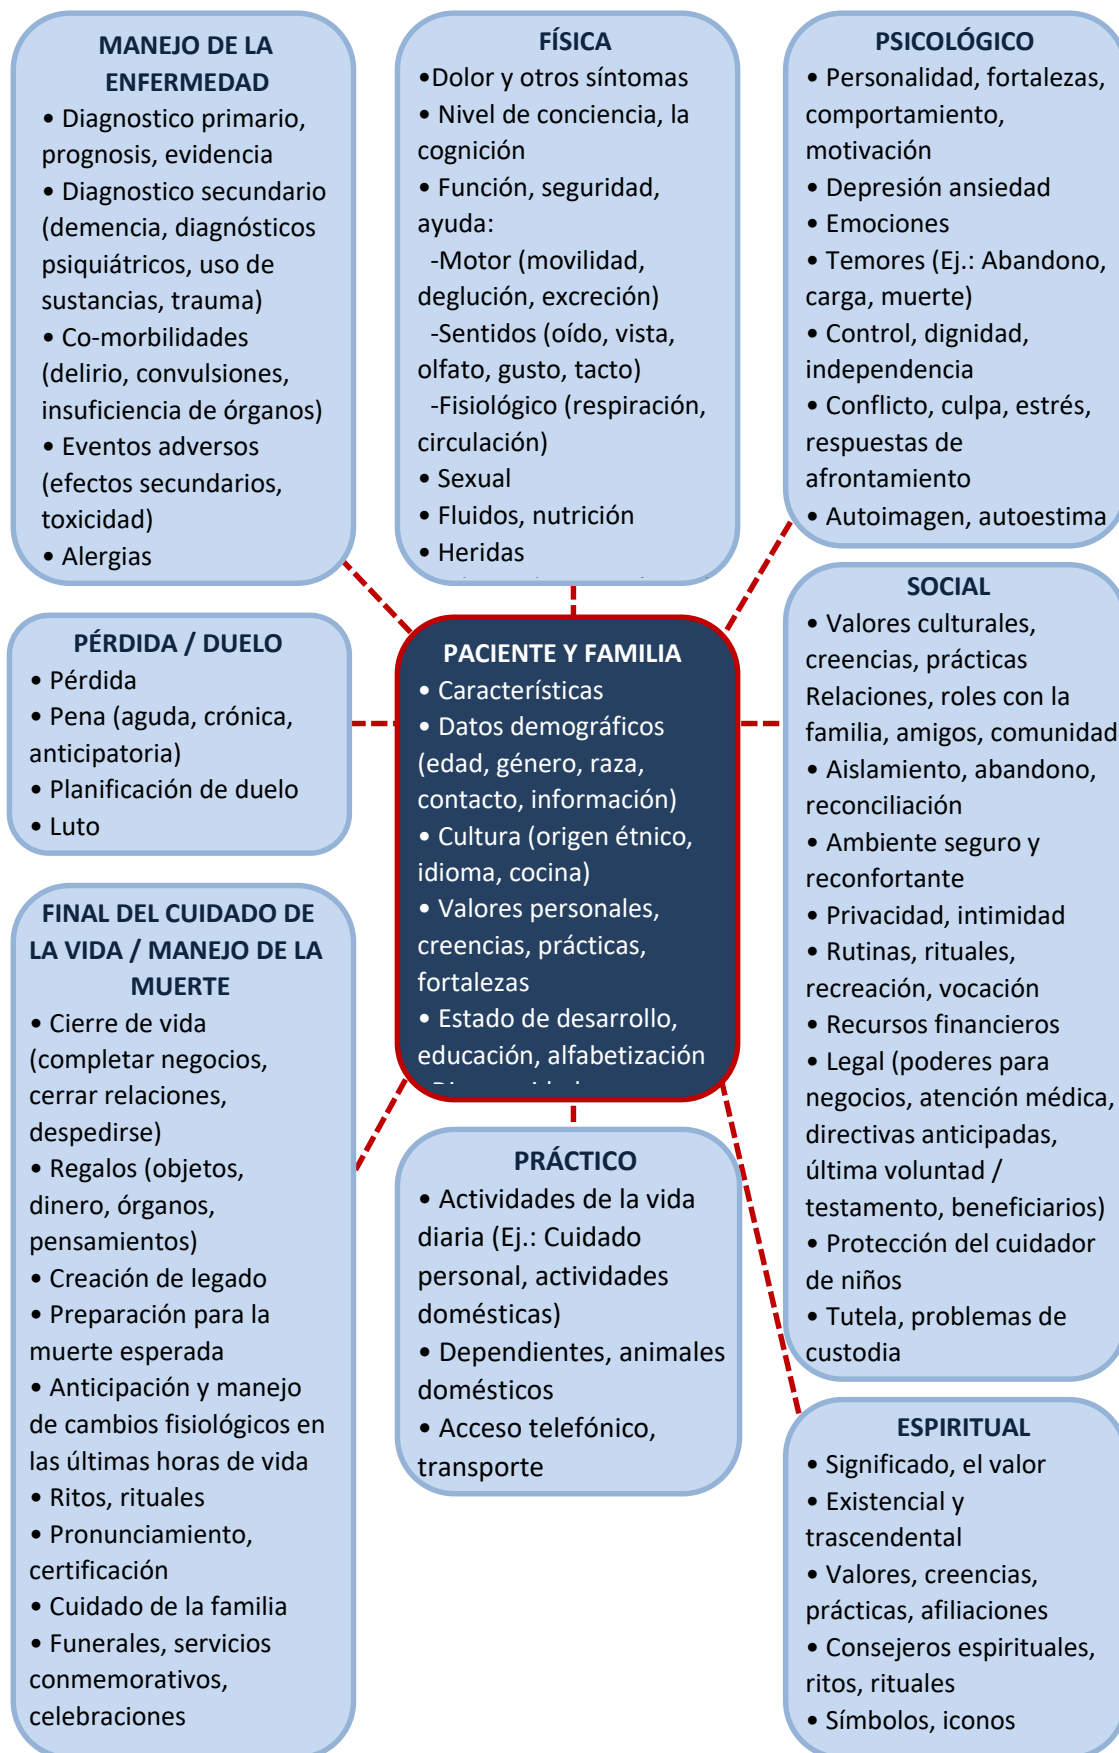 MANEJO DE LA
ENFERMEDAD
• Diagnostico primario,
prognosis, evidencia
• Diagnostico secundario
(demencia, diagnósticos
psiquiátricos, uso de
sustancias, trauma)
• Co-morbilidades
(delirio, convulsiones,
insuficiencia de órganos)
• Eventos adversos
(efectos secundarios,
toxicidad)
• Alergias
FÍSICA
•Dolor y otros síntomas
• Nivel de conciencia, la
cognición
• Función, seguridad,
ayuda:
-Motor (movilidad,
deglución, excreción)
-Sentidos (oído, vista,
olfato, gusto, tacto)
-Fisiológico (respiración,
circulación)
• Sexual
• Fluidos, nutrición
• Heridas
PSICOLÓGICO
• Personalidad, fortalezas,
comportamiento,
motivación
• Depresión ansiedad
• Emociones
• Temores (Ej.: Abandono,
carga, muerte)
• Control, dignidad,
independencia
• Conflicto, culpa, estrés,
respuestas de
afrontamiento
• Autoimagen, autoestima
PÉRDIDA / DUELO
• Pérdida
• Pena (aguda, crónica,
anticipatoria)
• Planificación de duelo
• Luto
PACIENTE Y FAMILIA
• Características
• Datos demográficos
(edad, género, raza,
contacto, información)
• Cultura (origen étnico,
idioma, cocina)
• Valores personales,
creencias, prácticas,
fortalezas
• Estado de desarrollo,
educación, alfabetización
SOCIAL
• Valores culturales,
creencias, prácticas
Relaciones, roles con la
familia, amigos, comunidad
• Aislamiento, abandono,
reconciliación
• Ambiente seguro y
reconfortante
• Privacidad, intimidad
• Rutinas, rituales,
recreación, vocación
• Recursos financieros
• Legal (poderes para
negocios, atención médica,
directivas anticipadas,
última voluntad /
testamento, beneficiarios)
• Protección del cuidador
de niños
• Tutela, problemas de
custodia
FINAL DEL CUIDADO DE
LA VIDA / MANEJO DE LA
MUERTE
• Cierre de vida
(completar negocios,
cerrar relaciones,
despedirse)
• Regalos (objetos,
dinero, órganos,
pensamientos)
• Creación de legado
• Preparación para la
muerte esperada
• Anticipación y manejo
de cambios fisiológicos en
las últimas horas de vida
• Ritos, rituales
• Pronunciamiento,
certificación
• Cuidado de la familia
• Funerales, servicios
conmemorativos,
celebraciones
PRÁCTICO
• Actividades de la vida
diaria (Ej.: Cuidado
personal, actividades
domésticas)
• Dependientes, animales
domésticos
• Acceso telefónico,
transporte
ESPIRITUAL
• Significado, el valor
• Existencial y
trascendental
• Valores, creencias,
prácticas, afiliaciones
• Consejeros espirituales,
ritos, rituales
• Símbolos, iconos